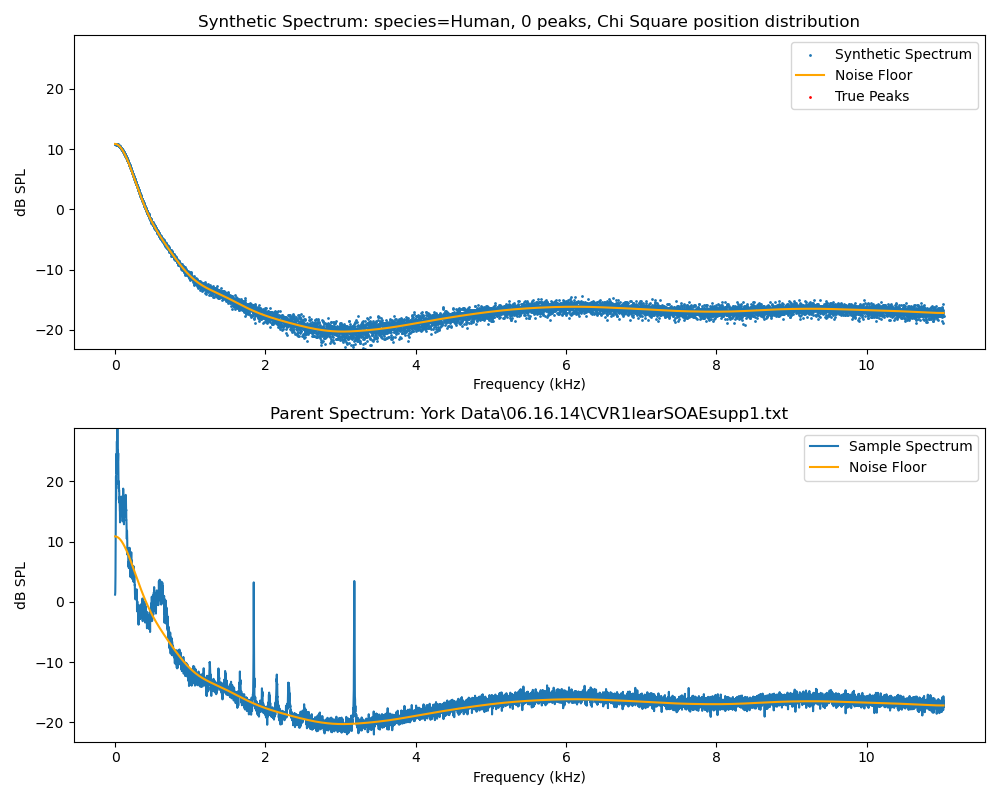 Synthetic Spectrum: species=Human, 0 peaks, Chi Square position distribution
dB SPL
20
10
0
−10
−20
Synthetic Spectrum
Noise Floor
True Peaks
0 2 4 6 8 10
Frequency (kHz)
Parent Spectrum: York Data\06.16.14\CVR1learSOAEsupp1.txt
dB SPL
20
10
0
−10
−20
Sample Spectrum
Noise Floor
0 2 4 6 8 10
Frequency (kHz)